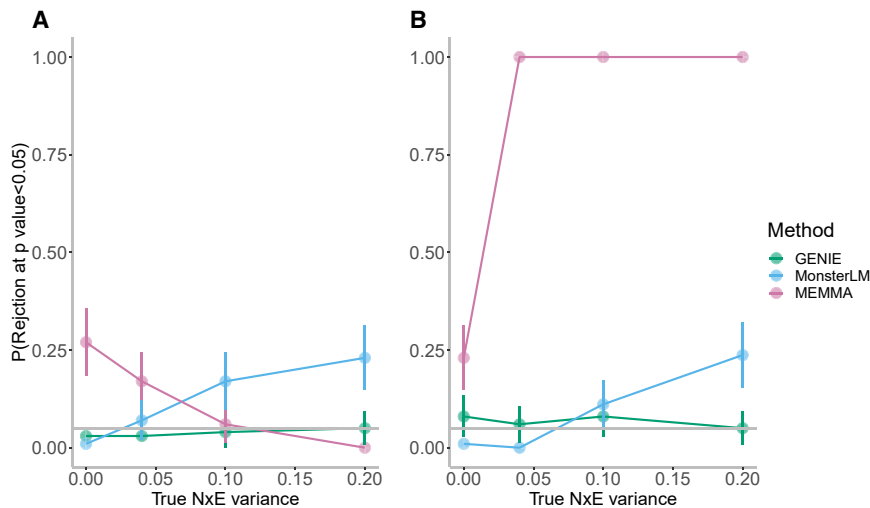 A
B
P(Rejction at p value<0.05)
1.00
0.75
0.50
0.25
0.00
0.00 0.05 0.10 0.15 0.20
True NxE variance
1.00
0.75
0.50
0.25
0.00
0.00 0.05 0.10 0.15 0.20
True NxE variance
Method
GENIE
MonsterLM
MEMMA